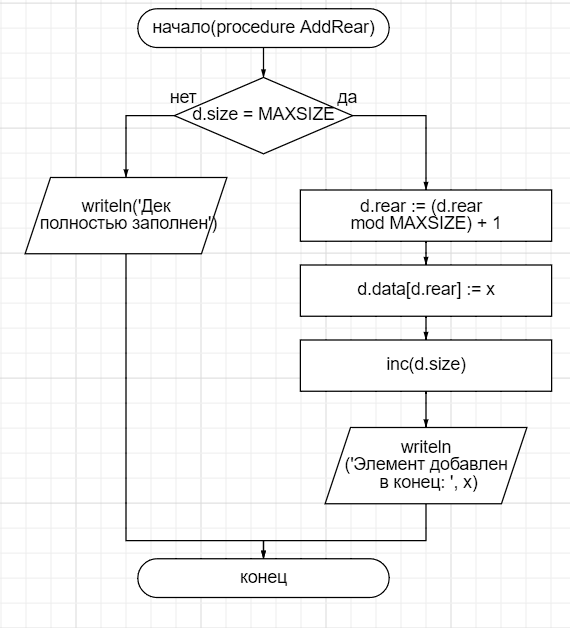 начало(procedure AddRear)
нет
да
d.size = MAXSIZE
writeln('Дек
полностью заполнен')
d.rear := (d.rear
mod MAXSIZE) + 1
d.data[d.rear] := x
inc(d.size)
writeln
('Элемент добавлен
в конец: ', x)
конец